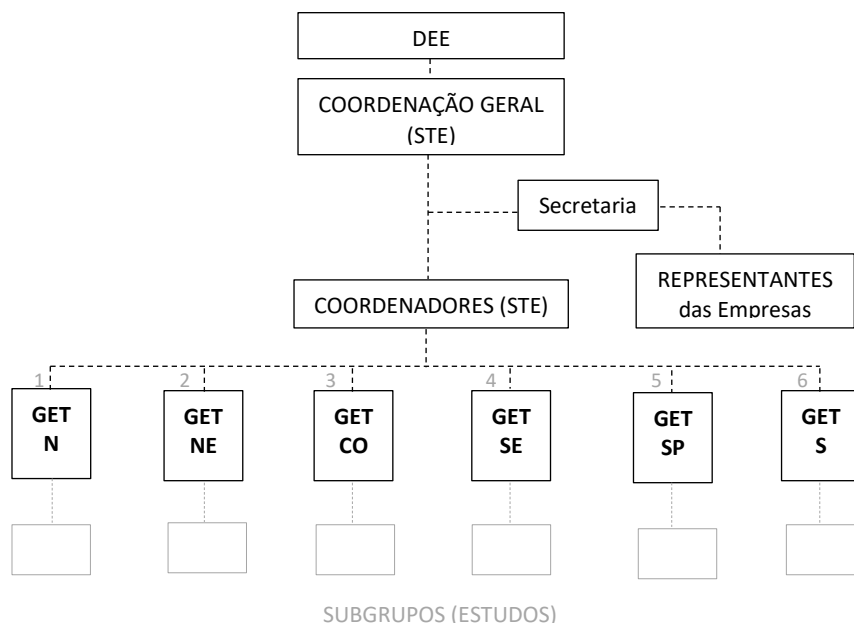 DEE
COORDENAÇÃO GERAL
(STE)
Secretaria
REPRESENTANTES
das Empresas
COORDENADORES (STE)
1 2 3 4 5 6
GET
N
GET
NE
GET
CO
GET
SE
GET
SP
GET
S
SUBGRUPOS (ESTUDOS)